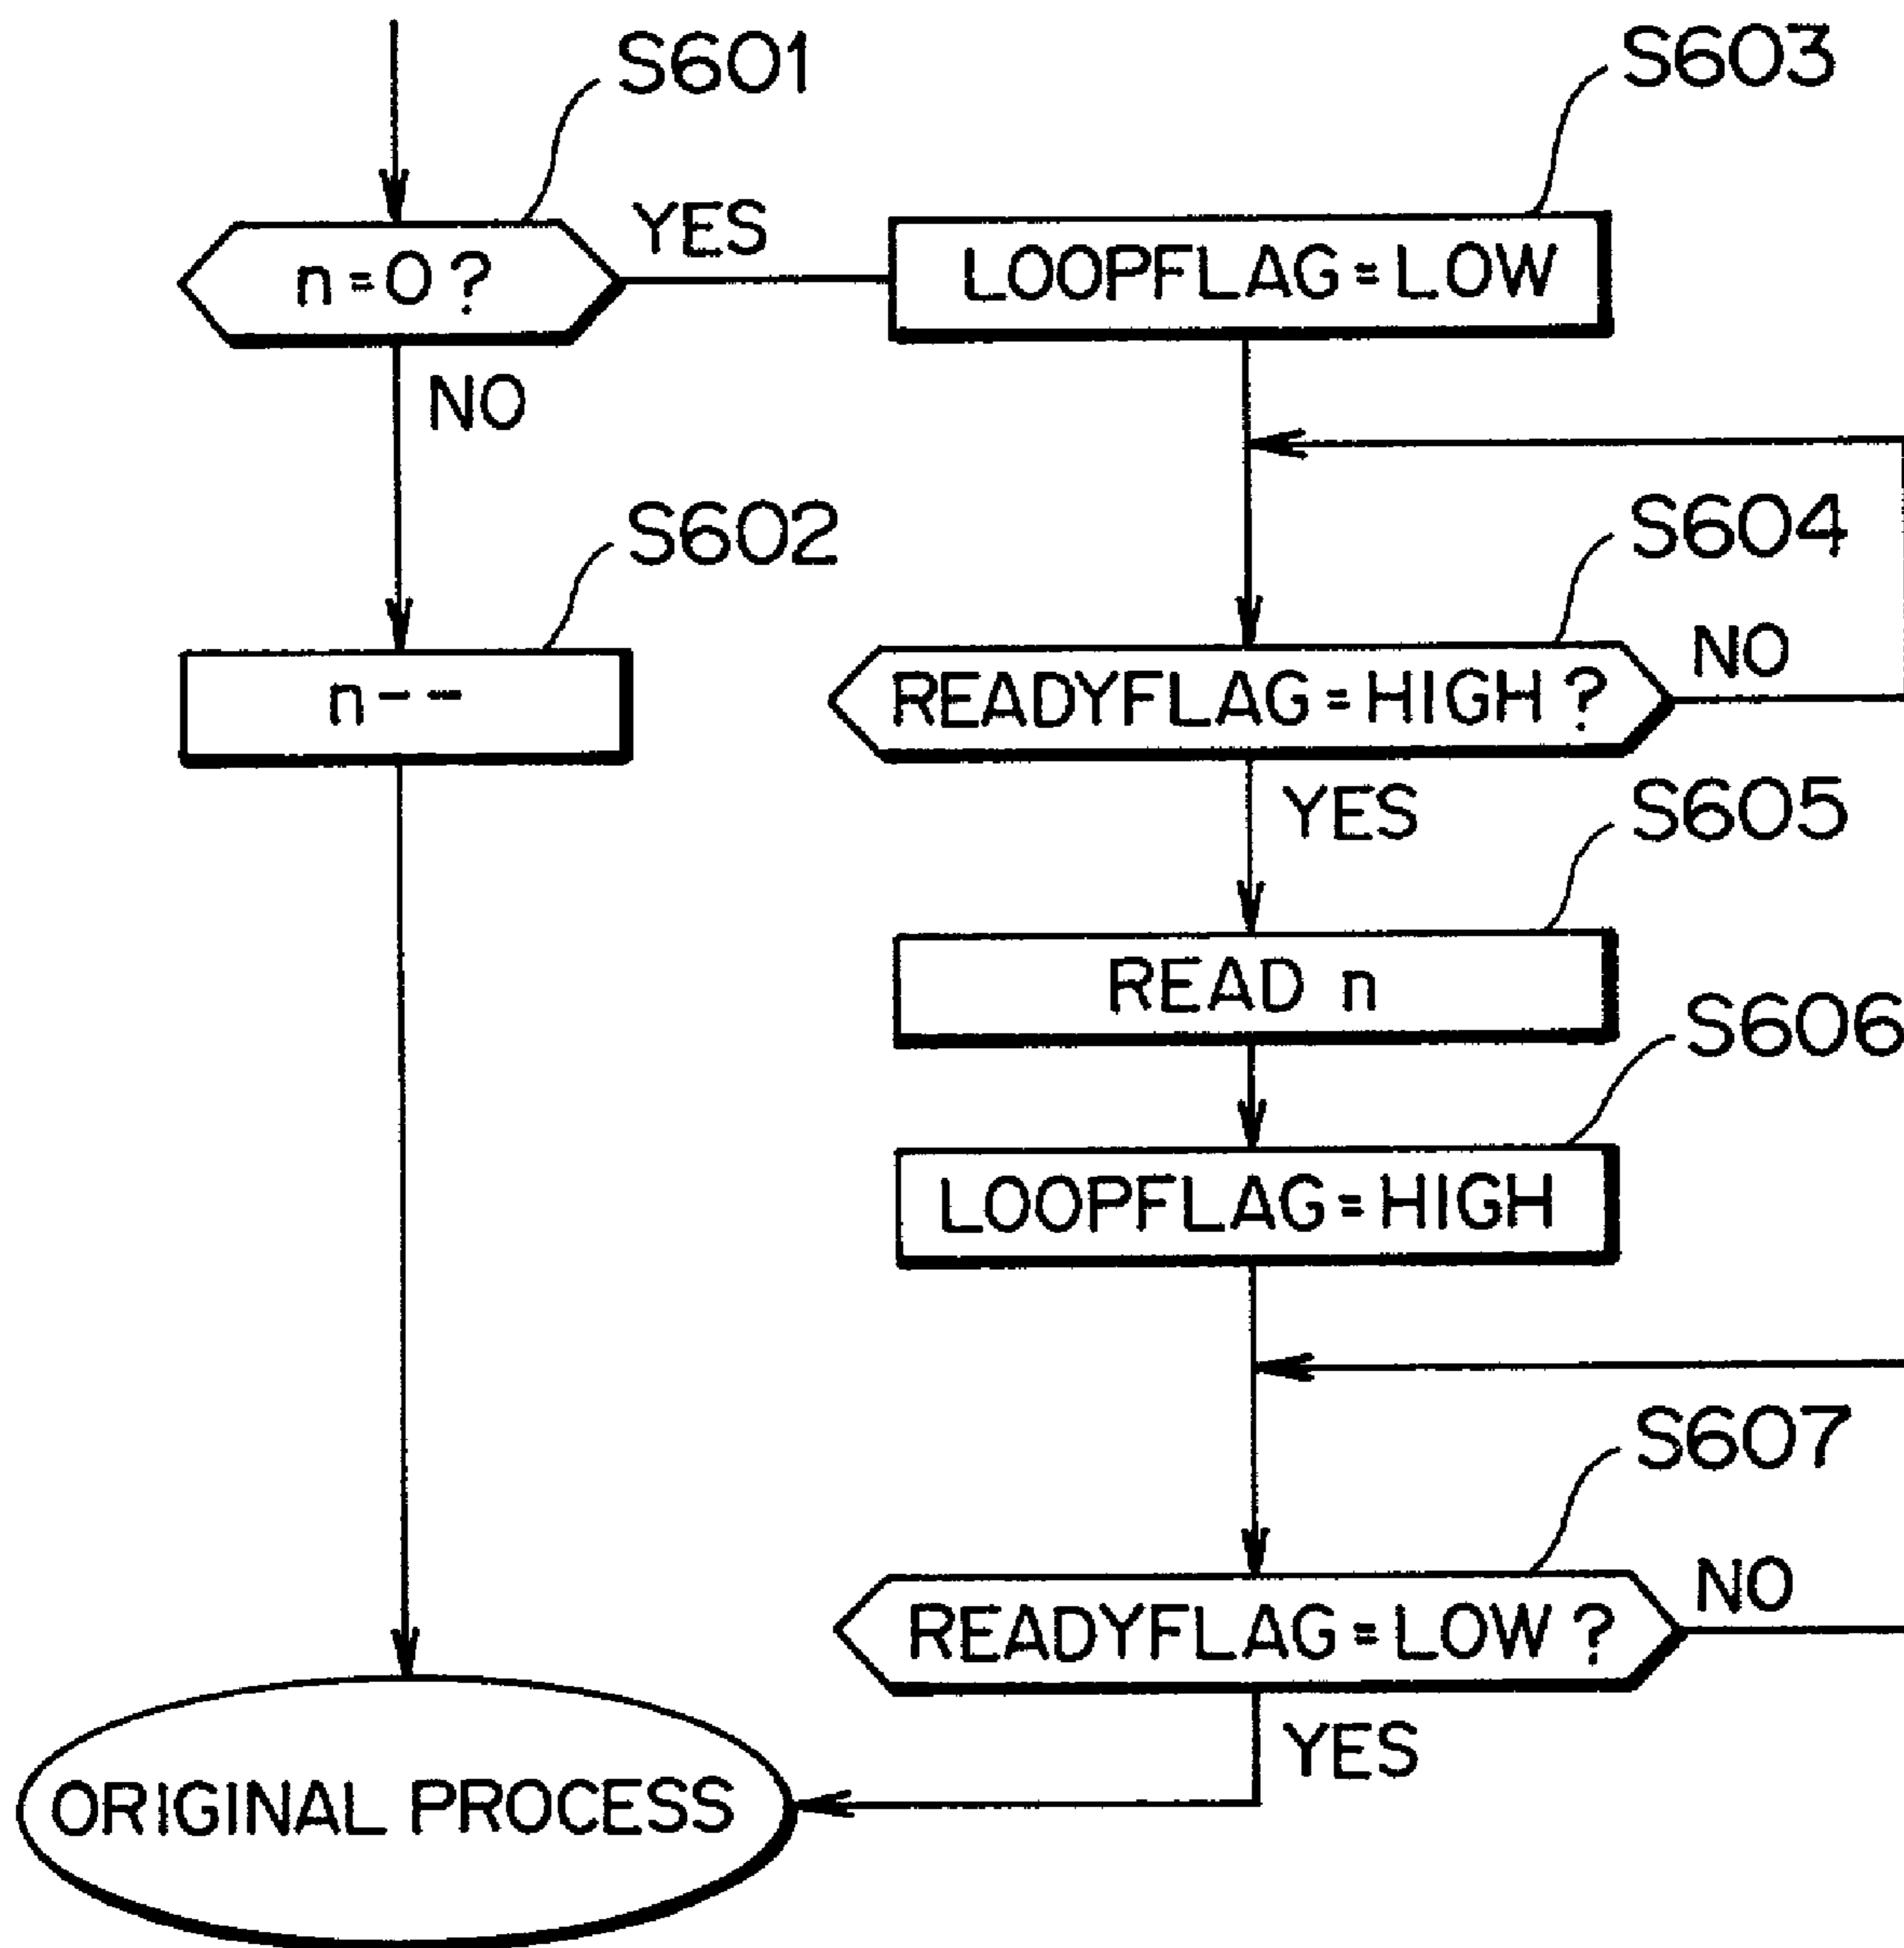 S601
S603
n=0?
YES
LOOPFLAG=LOW
NO
S602
S604
n--
READYFLAG=HIGH?
NO
YES
S605
READ n
S606
LOOPFLAG=HIGH
S607
READYFLAG=LOW?
NO
YES
ORIGINAL PROCESS